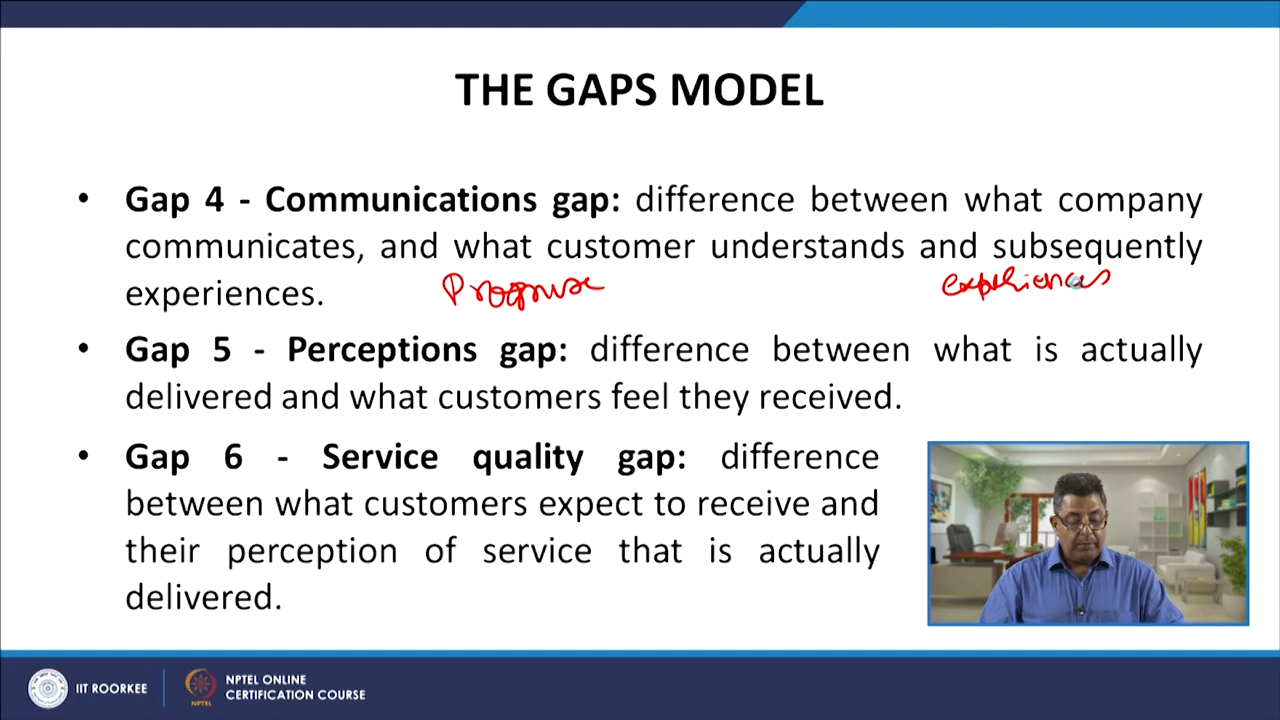 THE GAPS MODEL
• Gap 4 - Communications gap: difference between what company
communicates, and what customer understands and subsequently
experiences.
experiences
• Gap 5 - Perceptions gap: difference between what is actually
delivered and what customers feel they received.
• Gap 6 - Service quality gap: difference
between what customers expect to receive and
their perception of service that is actually
delivered.
IIT ROORKEE
NPTEL
NPTEL ONLINE
CERTIFICATION COURSE